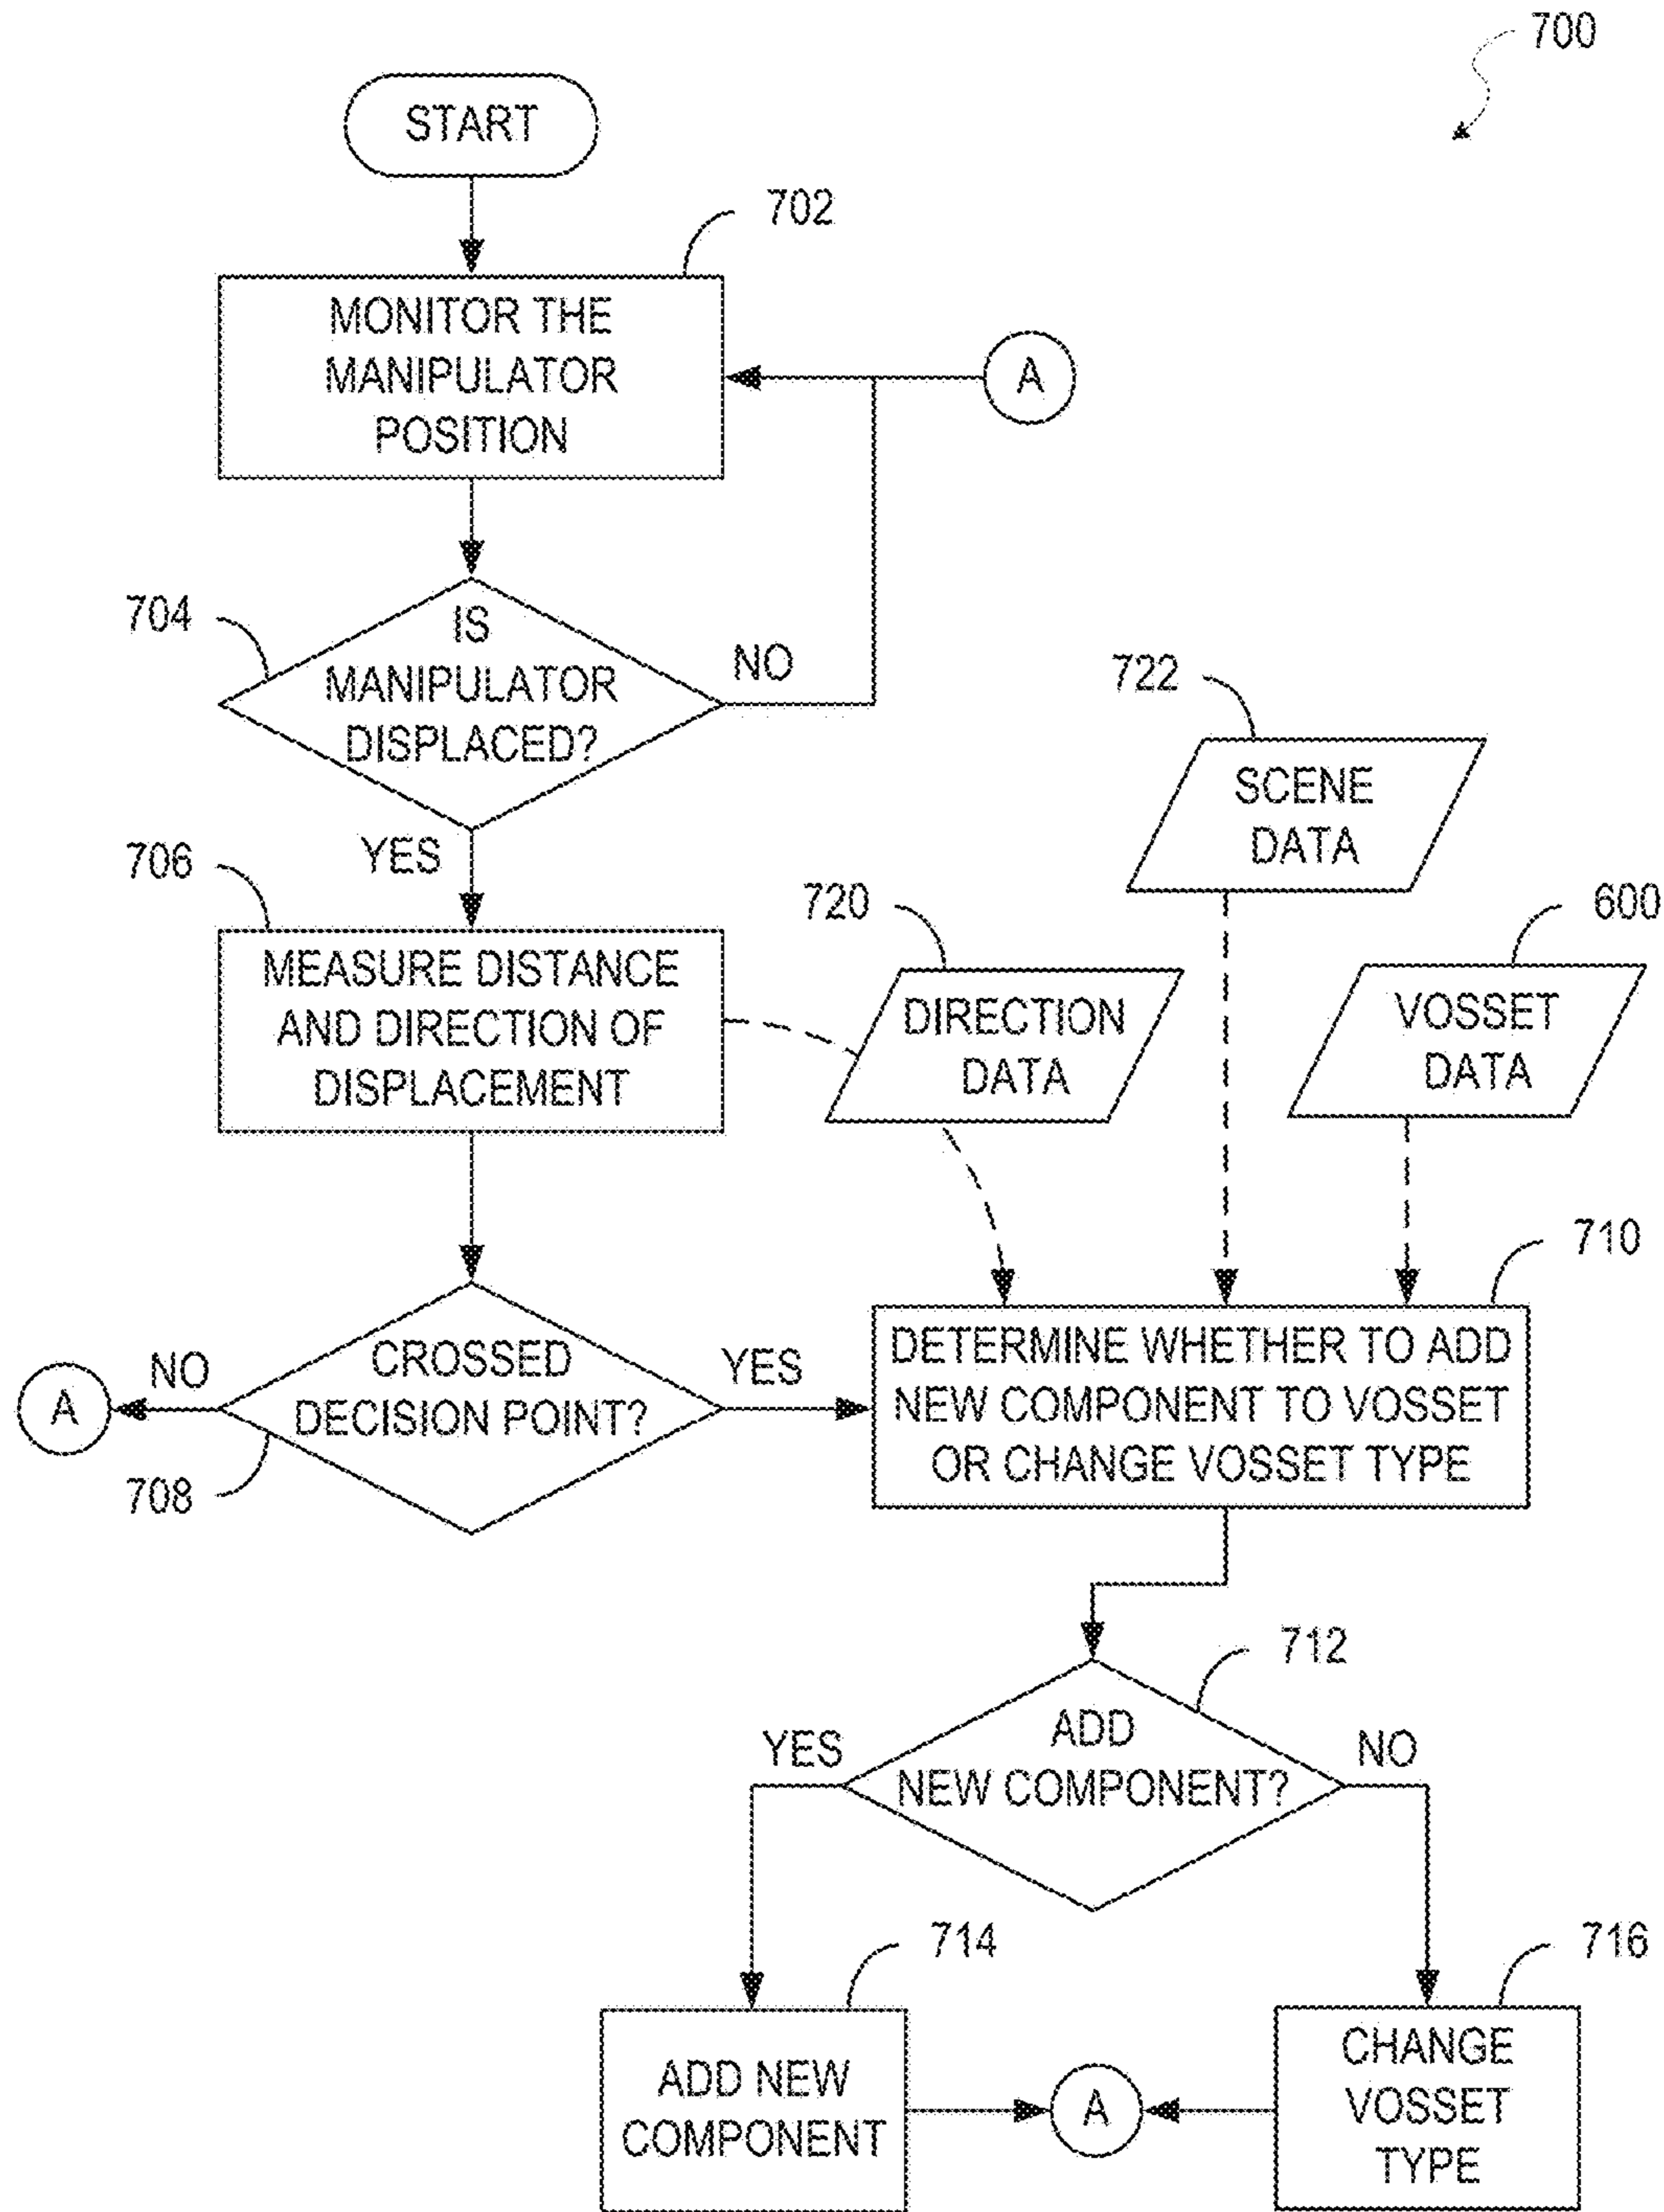 700
START
702
MONITOR THE
MANIPULATOR
POSITION
A
704
IS
MANIPULATOR
DISPLACED?
NO
YES
722
SCENE
DATA
706
MEASURE DISTANCE
AND DIRECTION OF
DISPLACEMENT
720
DIRECTION
DATA
600
VOSSET
DATA
710
A
NO
CROSSED
DECISION POINT?
YES
708
DETERMINE WHETHER TO ADD
NEW COMPONENT TO VOSSET
OR CHANGE VOSSET TYPE
712
YES
ADD
NEW COMPONENT?
NO
714
716
ADD NEW
COMPONENT
A
CHANGE
VOSSET
TYPE